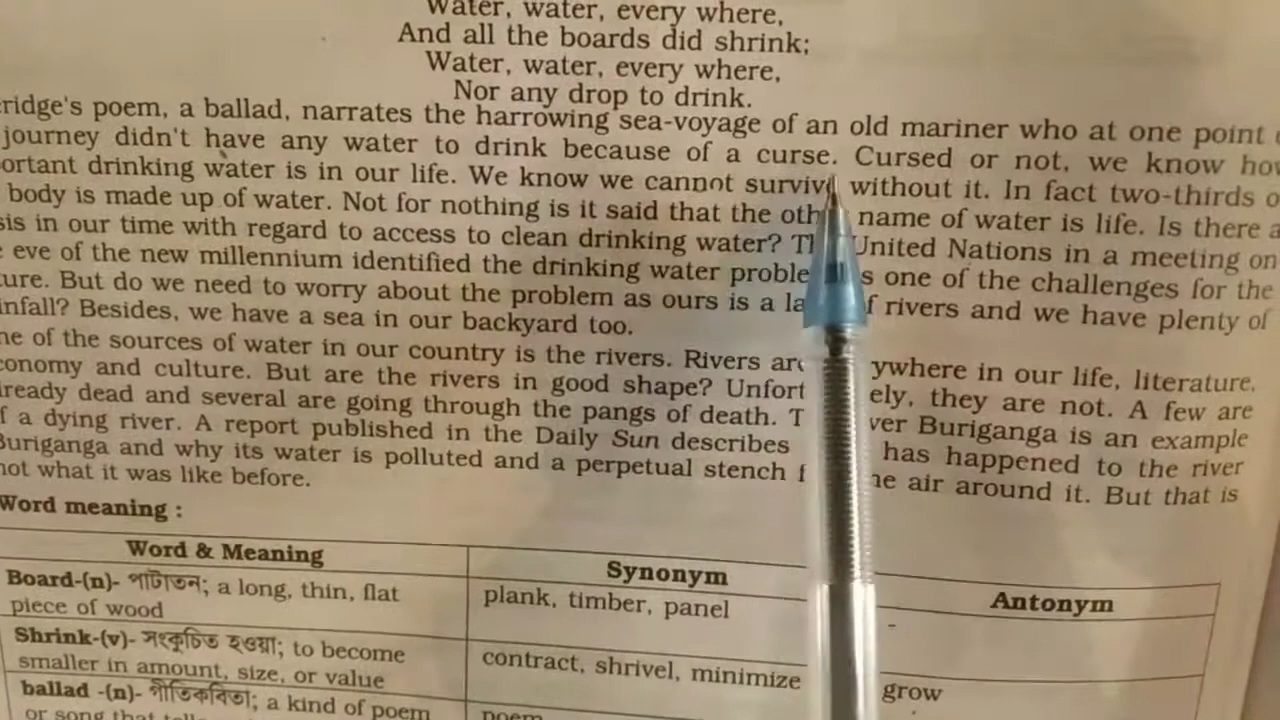 Water, water, every where,
And all the boards did shrink;
Water, water, every where,
Nor any drop to drink.
ridge's poem, a ballad, narrates the harrowing sea-voyage of an old mariner who at one point
journey didn't have any water to drink because of a curse. Cursed or not, we know how
ortant drinking water is in our life. We know we cannot survive without it. In fact two-thirds o
body is made up of water. Not for nothing is it said that the oth name of water is life. Is there a
sis in our time with regard to access to clean drinking water? Th United Nations in a meeting on
eve of the new millennium identified the drinking water proble s one of the challenges for the
ure. But do we need to worry about the problem as ours is a la f rivers and we have plenty of
infall? Besides, we have a sea in our backyard too.
ne of the sources of water in our country is the rivers. Rivers are ywhere in our life, literature,
conomy and culture. But are the rivers in good shape? Unfort ely, they are not. A few are
lready dead and several are going through the pangs of death. T ver Buriganga is an example
f a dying river. A report published in the Daily Sun describes has happened to the river
Buriganga and why its water is polluted and a perpetual stench f he air around it. But that is
not what it was like before.
Word meaning :
Word & Meaning Synonym Antonym
Board-(n)- পাটাতন; a long, thin, flat plank, timber, panel -
piece of wood
Shrink-(v)- সংকুচিত হওয়া; to become contract, shrivel, minimize grow
smaller in amount, size, or value
ballad -(n)- গীতিকবিতা; a kind of poem poem
or song that